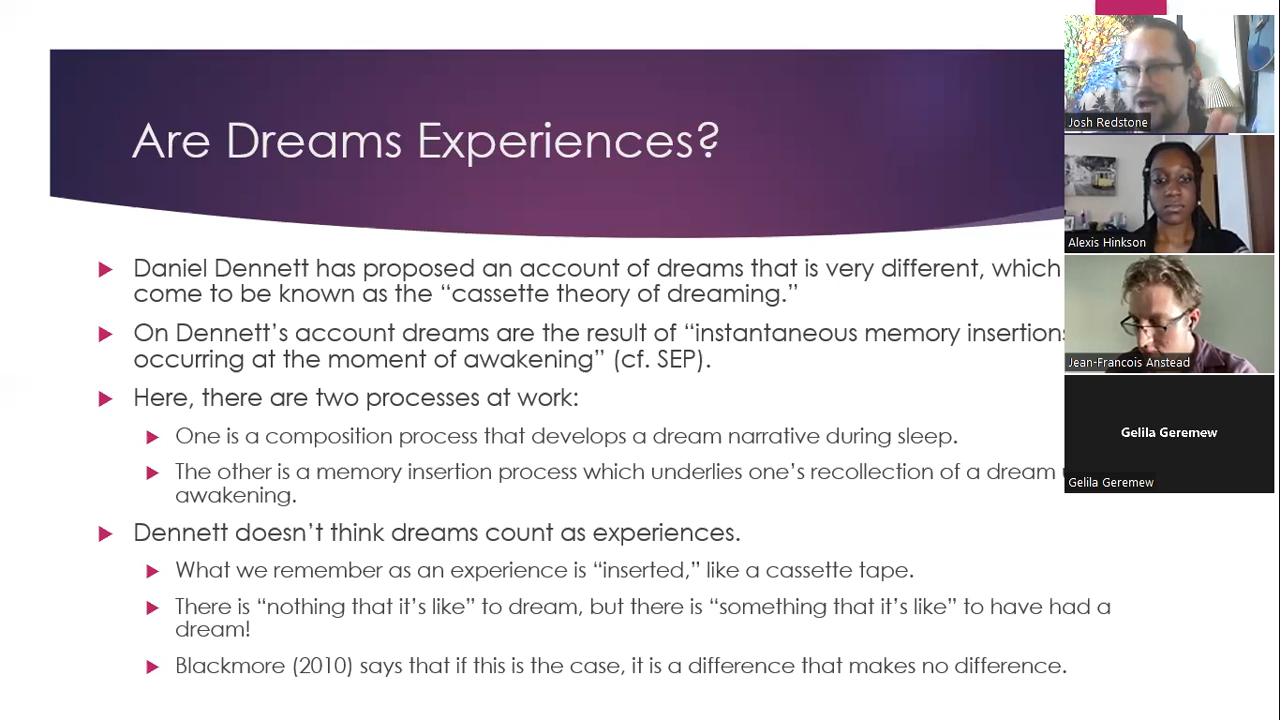 Are Dreams Experiences?
Daniel Dennett has proposed an account of dreams that is very different, which
come to be known as the “cassette theory of dreaming.”
On Dennett’s account dreams are the result of “instantaneous memory insertions
occurring at the moment of awakening” (cf. SEP).
Here, there are two processes at work:
One is a composition process that develops a dream narrative during sleep.
The other is a memory insertion process which underlies one’s recollection of a dream
awakening.
Dennett doesn’t think dreams count as experiences.
What we remember as an experience is “inserted,” like a cassette tape.
There is “nothing that it’s like” to dream, but there is “something that it’s like” to have had a
dream!
Blackmore (2010) says that if this is the case, it is a difference that makes no difference.
Josh Redstone
Alexis Hinkson
Jean-Francois Anstead
Gelila Geremew
Gelila Geremew